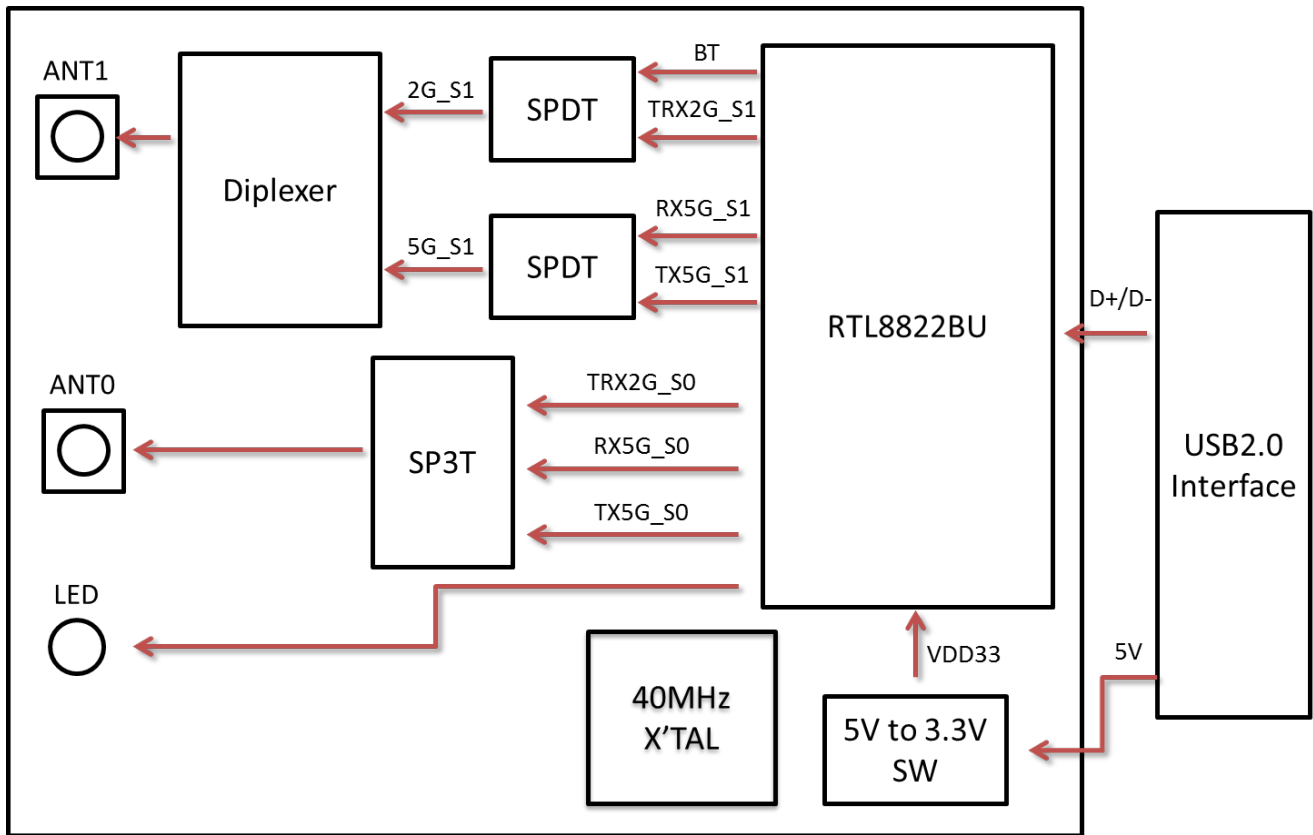 ANT1
Diplexer
2G_S1
5G_S1
SPDT
SPDT
BT
TRX2G_S1
RX5G_S1
TX5G_S1
RTL8822BU
D+/D-
USB2.0
Interface
ANT0
SP3T
TRX2G_S0
RX5G_S0
TX5G_S0
LED
40MHz
X’TAL
VDD33
5V to 3.3V
SW
5V